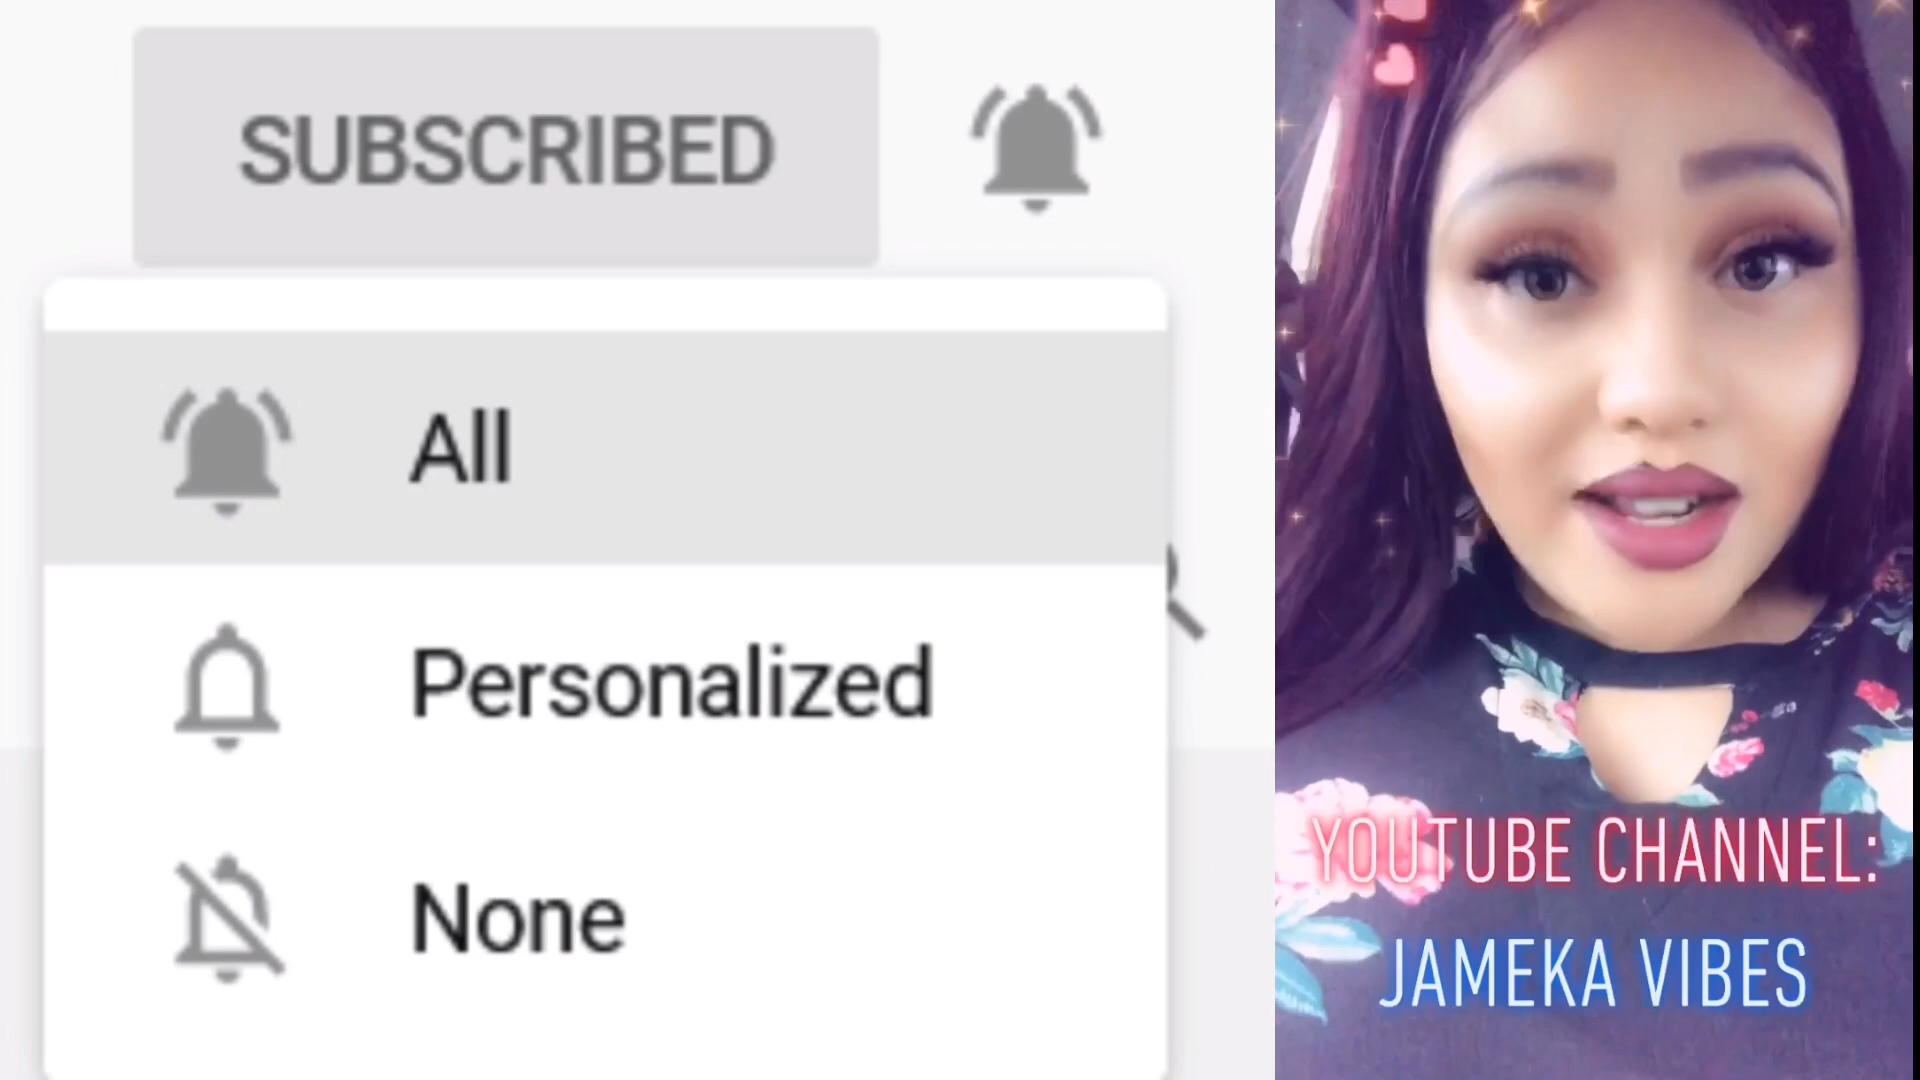 SUBSCRIBED
All
Personalized
None
YOUTUBE CHANNEL:
JAMEKA VIBES